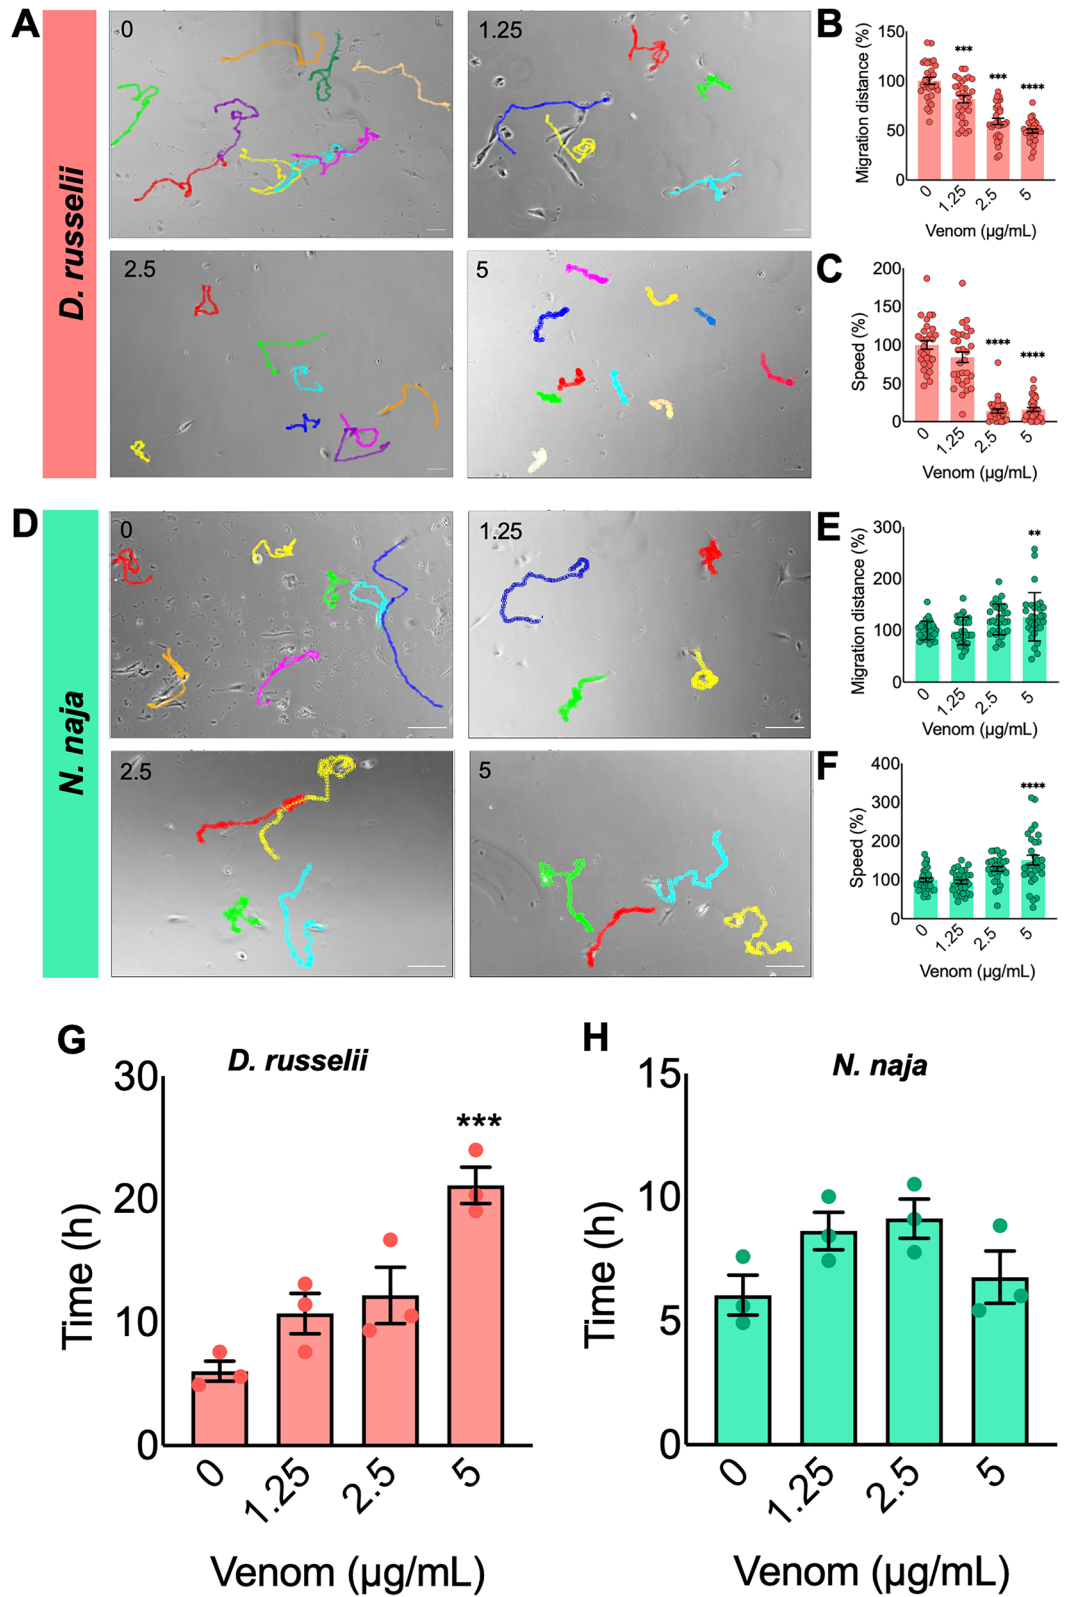 A
D. russelii
0
1.25
2.5
5
B
Migration distance (%)
150
100
50
0
***
***
****
0
1.25
2.5
5
Venom (µg/mL)
C
Speed (%)
200
150
100
50
0
****
****
0
1.25
2.5
5
Venom (µg/mL)
D
N. naja
0
1.25
2.5
5
E
Migration distance (%)
300
200
100
0
**
0
1.25
2.5
5
Venom (µg/mL)
F
Speed (%)
400
300
200
100
0
****
0
1.25
2.5
5
Venom (µg/mL)
G
D. russelii
Time (h)
30
20
10
0
***
0
1.25
2.5
5
Venom (µg/mL)
H
N. naja
Time (h)
15
10
5
0
0
1.25
2.5
5
Venom (µg/mL)